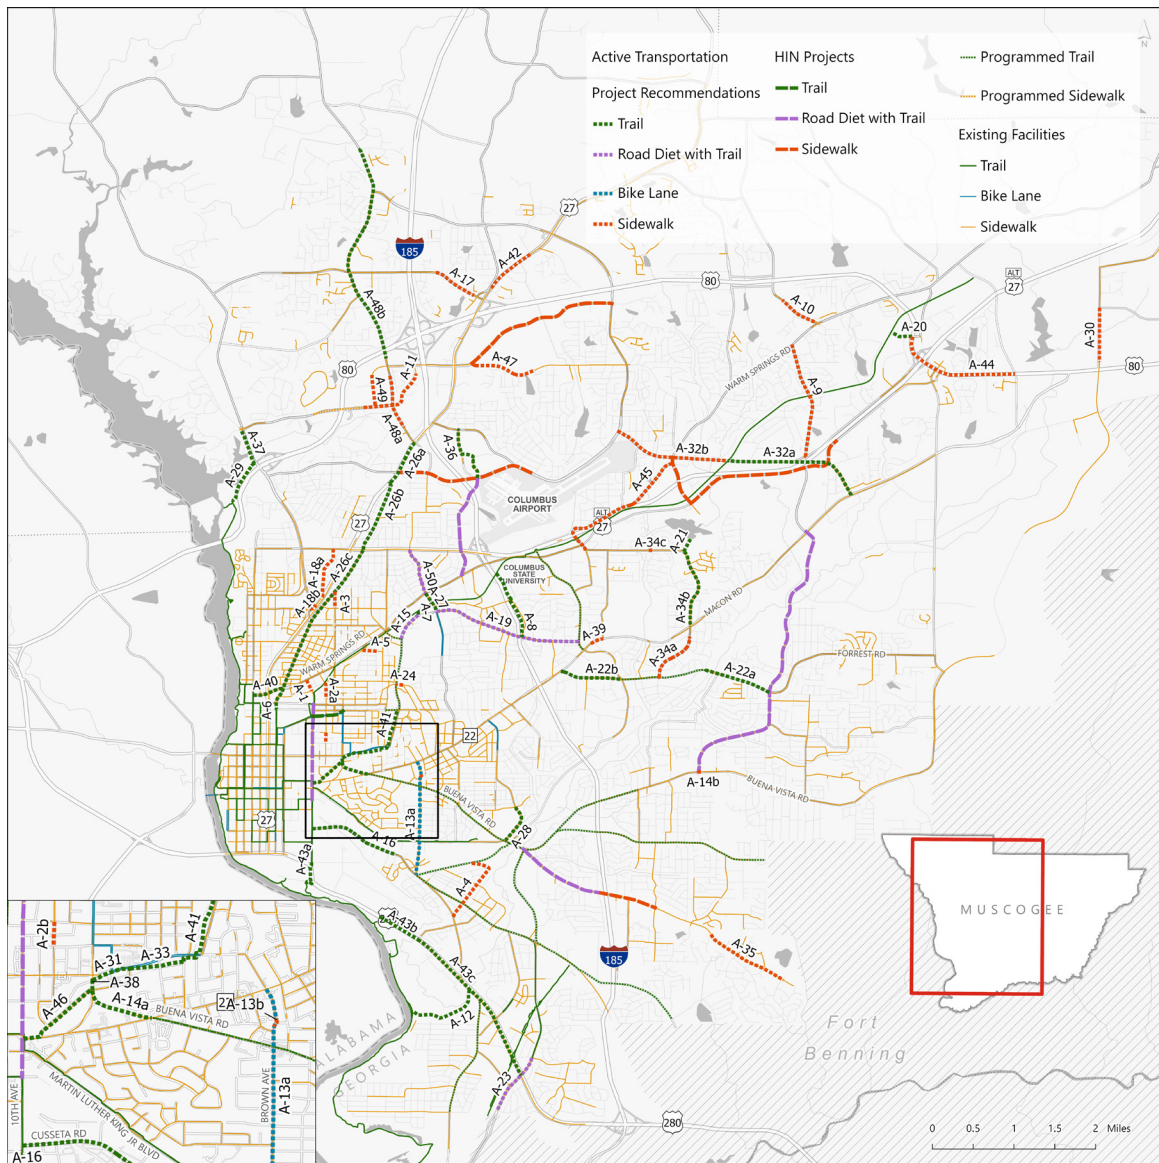 Active Transportation
Project Recommendations
Trail
Road Diet with Trail
Bike Lane
Sidewalk
HIN Projects
Trail
Road Diet with Trail
Sidewalk
Programmed Trail
Programmed Sidewalk
Existing Facilities
Trail
Bike Lane
Sidewalk
N
27
185
A-42
A-17
80
ALT
27
A-48b
A-10
A-20
A-30
80
A-47
A-11
WARM SPRINGS RD
A-44
80
A-49
A-9
A-48a
A-37
A-36
A-32b
A-32a
A-29
A-26a
A-45
A-26b
COLUMBUS
AIRPORT
27
ALT
27
A-34c
A-21
A-18a
A-26c
A-50
COLUMBUS
STATE
UNIVERSITY
A-18b
A-3
A-27
A-34b
MACON RD
A-7
A-15
A-19
A-8
A-39
WARM SPRINGS RD
A-5
A-34a
FORREST RD
A-40
A-1
A-2a
A-24
A-22b
A-22a
A-6
A-41
22
A-14b
BUENA VISTA RD
BUENA VISTA RD
27
A-13a
A-16
A-28
A-43a
A-4
A-43b
A-35
A-43c
185
A-12
ALABAMA
GEORGIA
A-23
280
Fort
Benning
MUSCOGEE
0 0.5 1 1.5 2 Miles
A-2b
A-41
A-31
A-33
A-38
A-46
A-14a
BUENA VISTA RD
A-13b
10TH AVE
MARTIN LUTHER KING JR BLVD
BROWN AVE
A-13a
CUSSETA RD
A-16